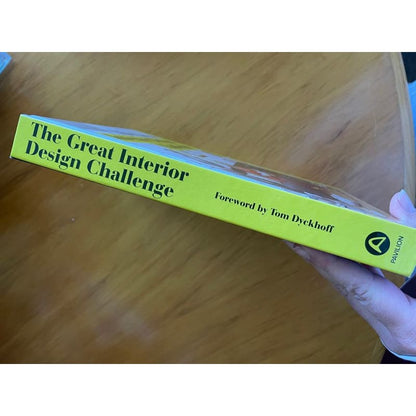 The Great Interior
Design Challenge
Foreword by Tom Dyckhoff
PAVILION